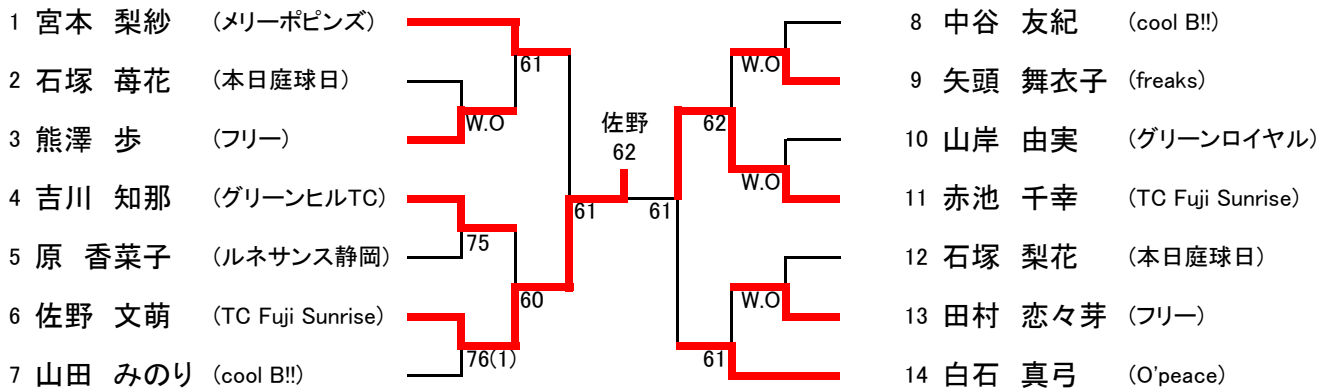 1 宮本 梨紗 (メリーポピンズ)
2 石塚 苺花 (本日庭球日)
3 熊澤 歩 (フリー)
4 吉川 知那 (グリーンヒルTC)
5 原 香菜子 (ルネサンス静岡)
6 佐野 文萌 (TC Fuji Sunrise)
7 山田 みのり (cool B!!)
61
W.O
75
60
76(1)
61
佐野
62
61
W.O
62
W.O
W.O
61
8 中谷 友紀 (cool B!!)
9 矢頭 舞衣子 (freaks)
10 山岸 由実 (グリーンロイヤル)
11 赤池 千幸 (TC Fuji Sunrise)
12 石塚 梨花 (本日庭球日)
13 田村 恋々芽 (フリー)
14 白石 真弓 (O'peace)